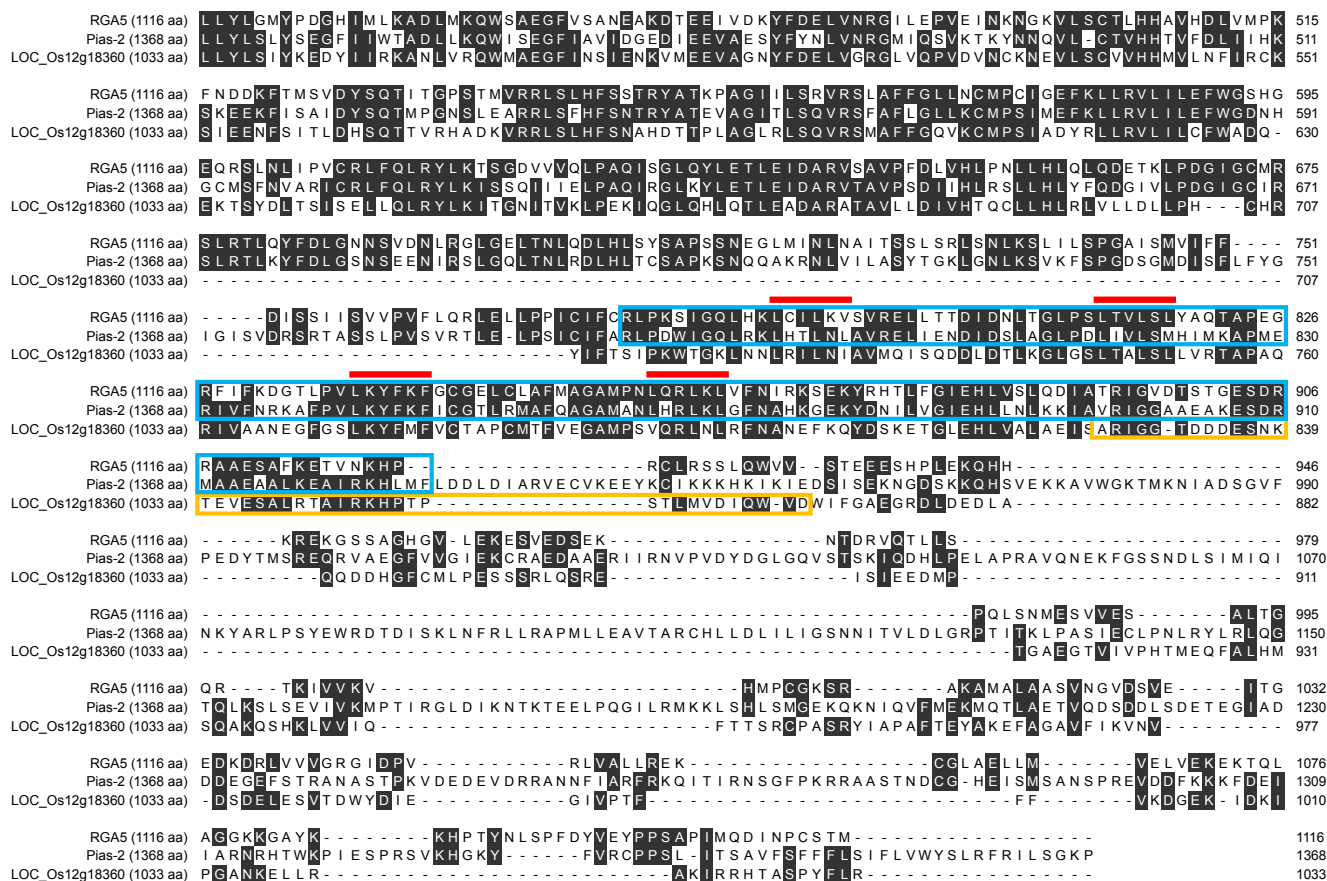 RGA5 (1116 aa) LLYLGMYPDGHIMLKADLMKQWSAEGFVSANEAKDTEEIVDKYFDELVNRGILEPVEINKNGKVLSCTLHHAVHDLVMPK 515
Pias-2 (1368 aa) LLYLSLYSEGFIIWTADLLKQWISEGFIAVIDGEDIEEVAESYFYNLVNRGMIQSVKTKYNNQVL-CTVHHTVFDLIIHK 511
LOC_Os12g18360 (1033 aa) LLYLSIYKEDYIIRKANLVRQWMAEGFINSIENKVMEEVAGNYFDELVGRGLVQPVDVNCKNEVLSCVVHHMVLNFIRCK 551
RGA5 (1116 aa) FNDDKFTMSVDYSQTITGPSTMVRRLSLHFSSTRYATKPAGIILSRVRSLAFFGLLNCMPCIGEFKLLRVLILEFWGSHG 595
Pias-2 (1368 aa) SKEEKFISAIDYSQTMPGNSLEARRLSFHFSNTRYATEVAGITLSQVRSFAFLGLLKCMPSIMEFKLLRVLILEFWGDNH 591
LOC_Os12g18360 (1033 aa) SIEENFSITLDHSQTTVRHADKVRRLSLHFSNAHDTTPLAGLRLSQVRSMAFFGQVKCMPSIADYRLLRVLILCFWADQ- 630
RGA5 (1116 aa) EQRSLNLIPVCRLFQLRYLKTSGDVVVQLPAQISGLQYLETLEIDARVSAVPFDLVHLPNLLHLQLQDETKLPDGIGCMR 675
Pias-2 (1368 aa) GCMSFNVARICRLFQLRYLKISSQIIIELPAQIRGLKYLETLEIDARVTAVPSDIIHLRSLLHLYFQDGIVLPDGIGCIR 671
LOC_Os12g18360 (1033 aa) EKTSYDLTSISELLQLRYLKITGNITVKLPEKIQGLQHLQTLEADARATAVLLDIVHTQCLLHLRLVLLDLLPH---CHR 707
RGA5 (1116 aa) SLRTLQYFDLGNNSVDNLRGLGELTNLQDLHLSYSAPSSNEGLMINLNAITSSLSRLSNLKSLILSPGAISMVIFF---- 751
Pias-2 (1368 aa) SLRTLKYFDLGSNSEENIRSLGQLTNLRDLHLTCSAPKSNQQAKRNLVILASYTGKLGNLKSVKFSPGDSGMDISFLFYG 751
LOC_Os12g18360 (1033 aa) -------------------------------------------------------------------------------- 707
RGA5 (1116 aa) -----DISSIISVVPVFLQRLELLPPICIFCRLPKSIGQLHKLCILKVSVRELLTTDIDNLTGLPSLTVLSLYAQTAPEG 826
Pias-2 (1368 aa) IGISVDRSRTASSLPVSVRTLE-LPSICIFARLPDWIGQLRKLHTLNLAVRELIENDIDSLAGLPDLIVLSMHIMKAPME 830
LOC_Os12g18360 (1033 aa) ---------------------------YIFTSIPKWTGKLNNLRILNIAVMQISQDDLDTLKGLGSLTALSLLVRTAPAQ 760
RGA5 (1116 aa) RFIFKDGTLPVLKYFKFGCGELCLAFMAGAMPNLQRLKLVFNIRKSEKYRHTLFGIEHLVSLQDIATRIGVDTSTGESDR 906
Pias-2 (1368 aa) RIVFNRKAFPVLKYFKFICGTLRMAFQAGAMANLHRLKLGFNAHKGEKYDNILVGIEHLLNLKKIAVRIGGAAEAKESDR 910
LOC_Os12g18360 (1033 aa) RIVAANEGFGSLKYFMFVCTAPCMTFVEGAMPSVQRLNLRFNANEFKQYDSKETGLEHLVALAEISARIGG-TDDDESNK 839
RGA5 (1116 aa) RAAESAFKETVNKHP----------------RCLRSSLQWVV--STEEESHPLEKQHH---------------------- 946
Pias-2 (1368 aa) MAAEAALKEAIRKHLMFLDDLDIARVECVKEEYKCIKKKHKIKIEDSISEKNGDSKKQHSVEKKAVWGKTMKNIADSGVF 990
LOC_Os12g18360 (1033 aa) TEVESALRTAIRKHPTP----------------STLMVDIQW-VDWIFGAEGRDLDEDLA-------------------- 882
RGA5 (1116 aa) -----KREKGSSAGHGV-LEKESVEDSEK-----------------NTDRVQTLLS------------------------ 979
Pias-2 (1368 aa) PEDYTMSREQRVAEGFVVGIEKCRAEDAAERIIRNVPVDYDGLGQVSTSKIQDHLPELAPRAVQNEKFGSSNDLSIMIQI 1070
LOC_Os12g18360 (1033 aa) ---------QQDDHGFCMLPESSSRLQSRE------------------ISIEEDMP------------------------ 911
RGA5 (1116 aa) ---------------------------------------------------------PQLSNMESVVES------ALTG 995
Pias-2 (1368 aa) NKYARLPSYEWRDTDISKLNFRLLRAPMLLEAVTARCHLLDLILIGSNNITVLDLGRPTITKLPASIECLPNLRYLRLQG 1150
LOC_Os12g18360 (1033 aa) ------------------------------------------------------------TGAEGTVIVPHTMEQFALHM 931
RGA5 (1116 aa) QR----TKIVVKV---------------------------HMPCGKSR------AKAMALAASVNGVDSVE-----ITG 1032
Pias-2 (1368 aa) TQLKSLSEVIVKMPTIRGLDIKNTKTEELPQGILRMKKLSHLSMGEKQKNIQVFMEKMQTLAETVQDSDDLSDETEGIAD 1230
LOC_Os12g18360 (1033 aa) SQAKQSHKLVVIQ-------------------------FTTSRCPASRYIAPAFTEYAKEFAGAVFIKVNV--------- 977
RGA5 (1116 aa) EDKDRLVVVGRGIDPV-----------RLVALLREK------------------CGLAELLM-------VELVEKEKTQL 1076
Pias-2 (1368 aa) DDEGEFSTRANASTPKVDEDEVDRRANNFIARFRKQITIRNSGFPKRRAASTNDCG-HEISMSANSPREVDDFKKKFDEI 1309
LOC_Os12g18360 (1033 aa) -DSDELESVTDWYDIE-----------GIVPTF---------------------------FF-------VKDGEK-IDKI 1010
RGA5 (1116 aa) AGGKKGAYK--------KHPTYNLSPFDYVEYPPSAPIMQDINPCSTM------------------ 1116
Pias-2 (1368 aa) IARNRHTWKPIESPRSVKHGKY------FVRCPPSL-ITSAVFSFFFLSIFLVWYSLRFRILSGKP 1368
LOC_Os12g18360 (1033 aa) PGANKELLR--------------------------AKIRRHTASPYFLR----------------- 1033